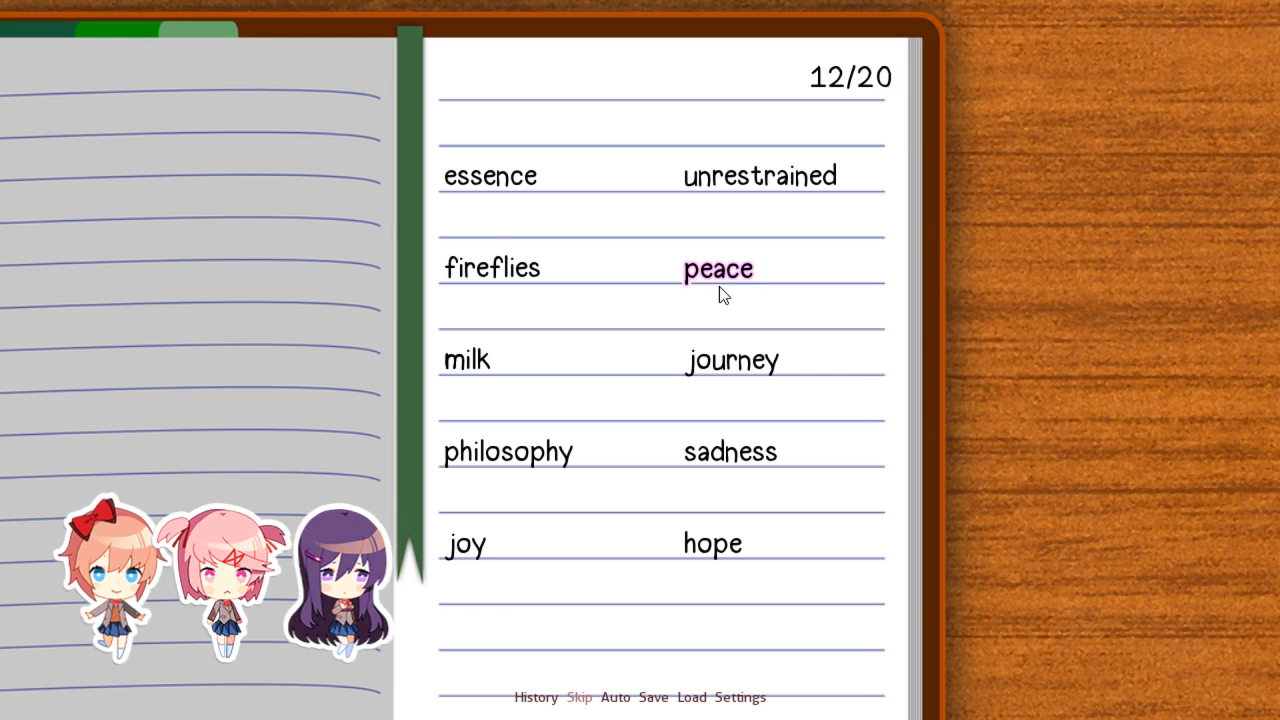 12/20
essence unrestrained
fireflies peace
milk journey
philosophy sadness
joy hope
History Skip Auto Save Load Settings